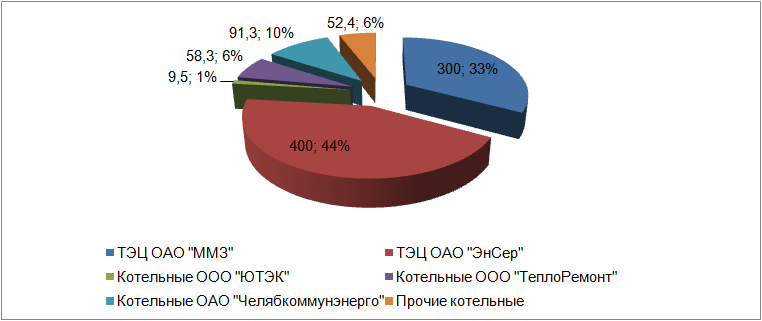 52,4; 6%
91,3; 10%
58,3; 6%
9,5; 1%
300; 33%
400; 44%
ТЭЦ ОАО "ММЗ"
ТЭЦ ОАО "ЭнСер"
Котельные ООО "ЮТЭК"
Котельные ООО "ТеплоРемонт"
Котельные ОАО "Челябкоммунэнерго"
Прочие котельные